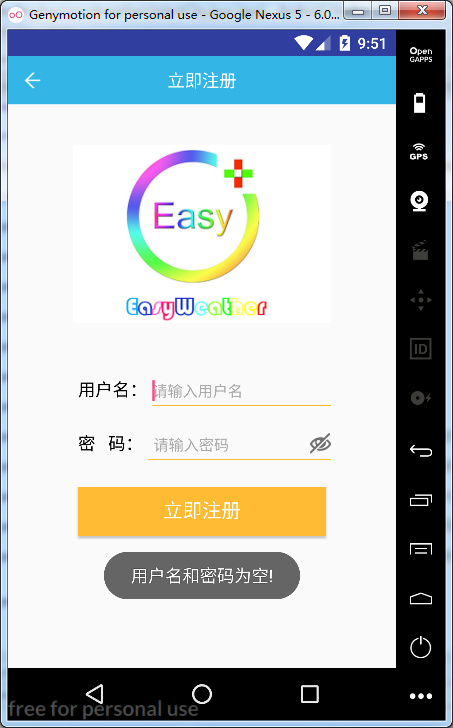 Genymotion for personal use - Google Nexus 5 - 6.0...
9:51
立即注册
Open
GAPPS
GPS
ID
Easy
EasyWeather
用户名：
请输入用户名
密 码：
请输入密码
立即注册
用户名和密码为空!
free for personal use